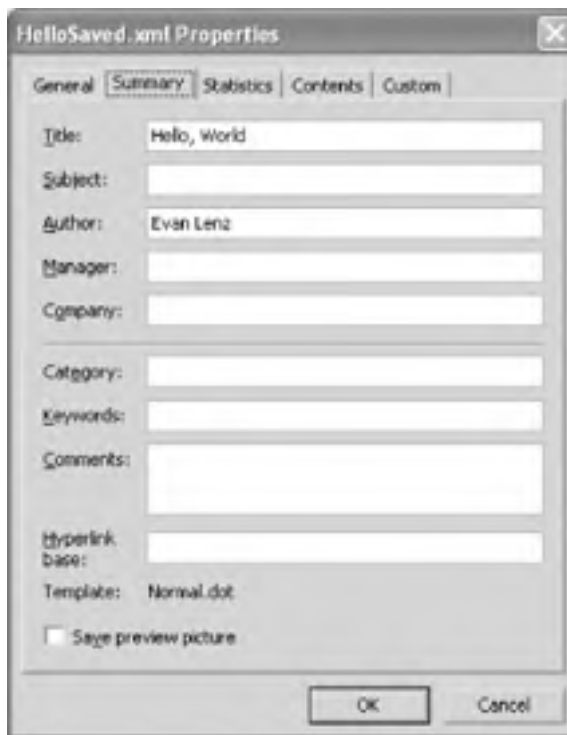 HelloSaved.xml Properties
General Summary Statistics Contents Custom
Title: Hello, World
Subject:
Author: Evan Lenz
Manager:
Company:
Category:
Keywords:
Comments:
Hyperlink
base:
Template: Normal.dot
Save preview picture
OK Cancel